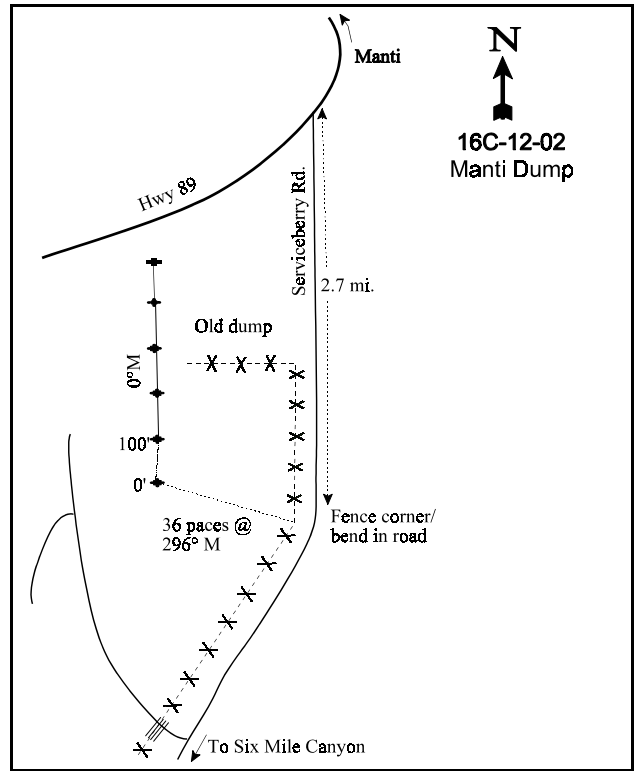 Manti
N
16C-12-02
Manti Dump
Hwy 89
Serviceberry Rd.
2.7 mi.
Old dump
0°M
100'
0'
36 paces @
296° M
Fence corner/
bend in road
To Six Mile Canyon